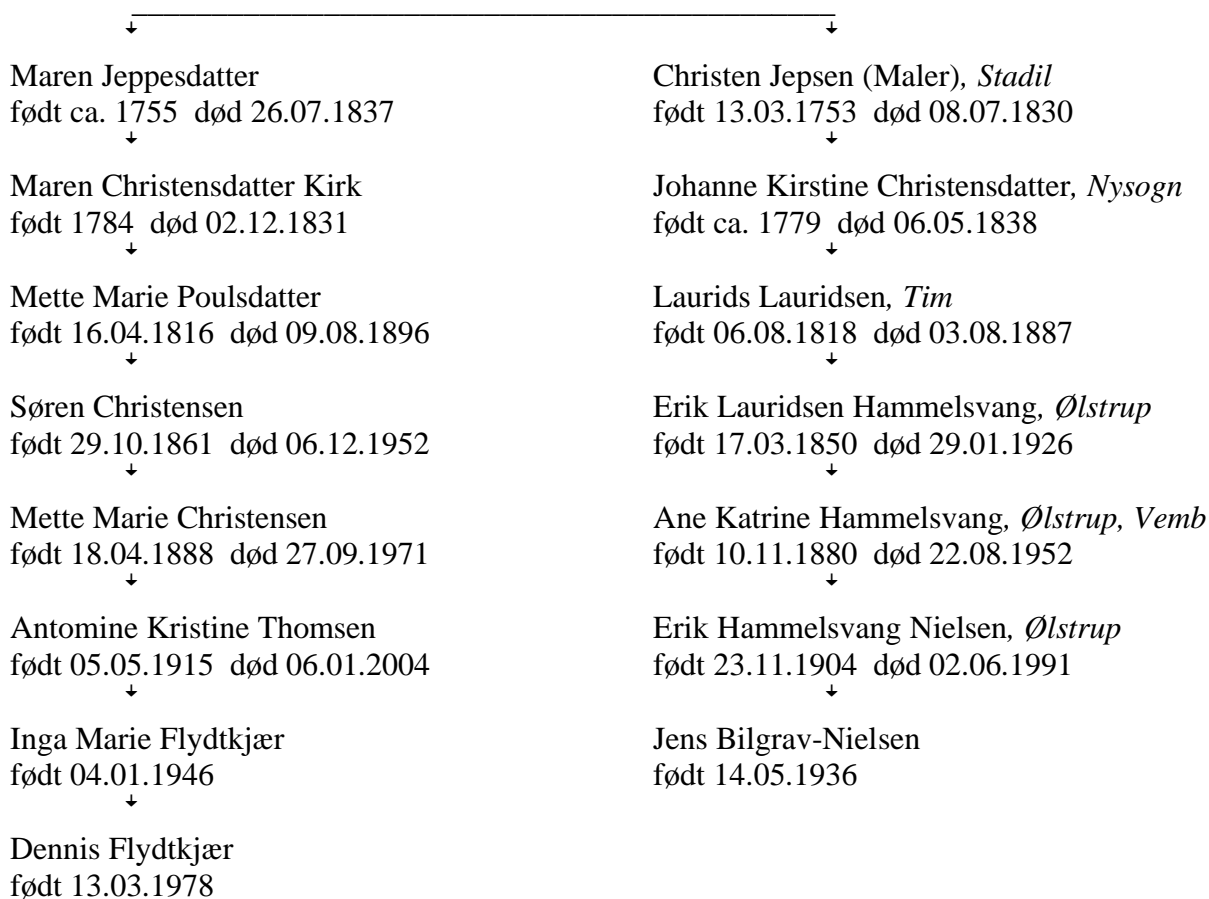 Maren Jeppesdatter
født ca. 1755  død 26.07.1837
Maren Christensdatter Kirk
født 1784  død 02.12.1831
Mette Marie Poulsdatter
født 16.04.1816  død 09.08.1896
Søren Christensen
født 29.10.1861  død 06.12.1952
Mette Marie Christensen
født 18.04.1888  død 27.09.1971
Antomine Kristine Thomsen
født 05.05.1915  død 06.01.2004
Inga Marie Flydtkjær
født 04.01.1946
Dennis Flydtkjær
født 13.03.1978
Christen Jepsen (Maler), Stadil
født 13.03.1753  død 08.07.1830
Johanne Kirstine Christensdatter, Nysogn
født ca. 1779  død 06.05.1838
Laurids Lauridsen, Tim
født 06.08.1818  død 03.08.1887
Erik Lauridsen Hammelsvang, Ølstrup
født 17.03.1850  død 29.01.1926
Ane Katrine Hammelsvang, Ølstrup, Vemb
født 10.11.1880  død 22.08.1952
Erik Hammelsvang Nielsen, Ølstrup
født 23.11.1904  død 02.06.1991
Jens Bilgrav-Nielsen
født 14.05.1936